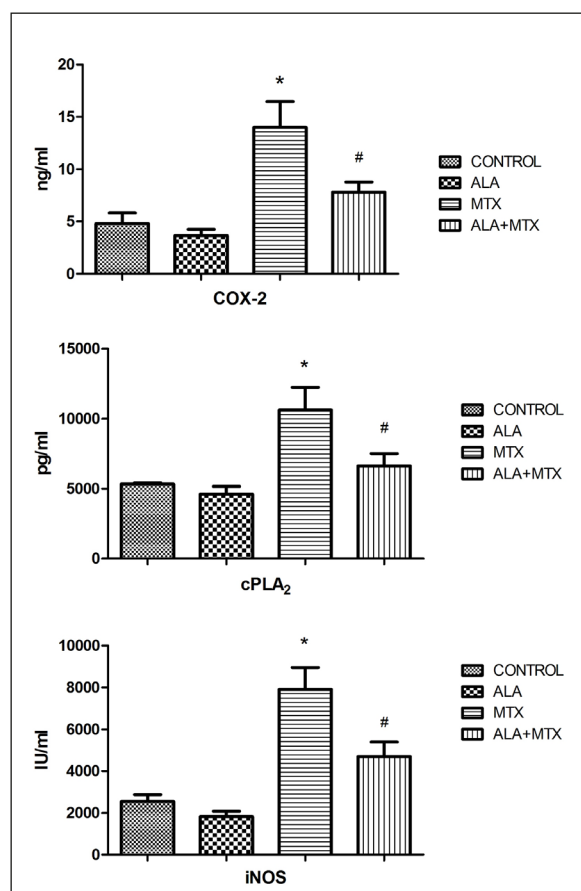 20
15
10
5
0
ng/ml
*
#
COX-2
CONTROL
ALA
MTX
ALA+MTX
15000
10000
5000
0
pg/ml
*
#
cPLA₂
CONTROL
ALA
MTX
ALA+MTX
10000
8000
6000
4000
2000
0
IU/ml
*
#
iNOS
CONTROL
ALA
MTX
ALA+MTX